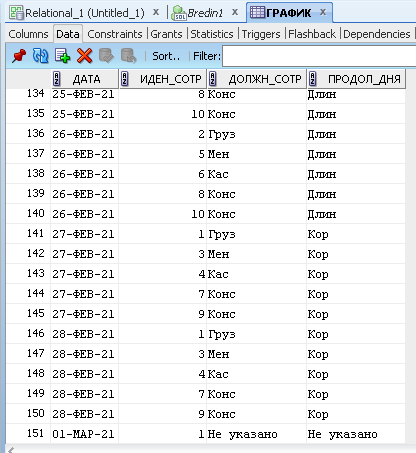 Relational_1 (Untitled_1) x Bredin1 x ГРАФИК x
Columns Data Constraints Grants Statistics Triggers Flashback Dependencies
Sort.. Filter:
ДАТА ИДЕН_СОТР ДОЛЖН_СОТР ПРОДОЛ_ДНЯ
134 25-ФЕВ-21 8 Конс Длин
135 25-ФЕВ-21 10 Конс Длин
136 26-ФЕВ-21 2 Груз Длин
137 26-ФЕВ-21 5 Мен Длин
138 26-ФЕВ-21 6 Кас Длин
139 26-ФЕВ-21 8 Конс Длин
140 26-ФЕВ-21 10 Конс Длин
141 27-ФЕВ-21 1 Груз Кор
142 27-ФЕВ-21 3 Мен Кор
143 27-ФЕВ-21 4 Кас Кор
144 27-ФЕВ-21 7 Конс Кор
145 27-ФЕВ-21 9 Конс Кор
146 28-ФЕВ-21 1 Груз Кор
147 28-ФЕВ-21 3 Мен Кор
148 28-ФЕВ-21 4 Кас Кор
149 28-ФЕВ-21 7 Конс Кор
150 28-ФЕВ-21 9 Конс Кор
151 01-МАР-21 1 Не указано Не указано